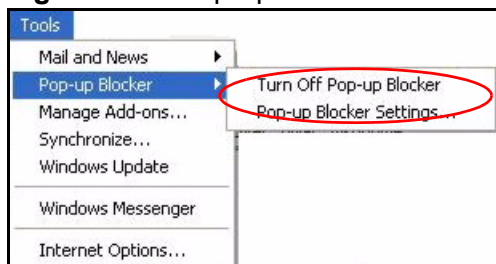 Tools
Mail and News
Pop-up Blocker
Turn Off Pop-up Blocker
Manage Add-ons...
Pop-up Blocker Settings...
Synchronize...
Windows Update
Windows Messenger
Internet Options...